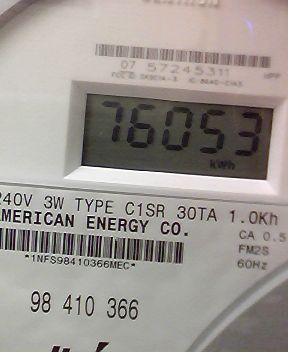 07 57245311
76053
kWh
240V 3W TYPE C1SR 30TA 1.0Kh
AMERICAN ENERGY CO.
CA 0.5
FM2S
60Hz
*1NFS98410366MEC*
98 410 366